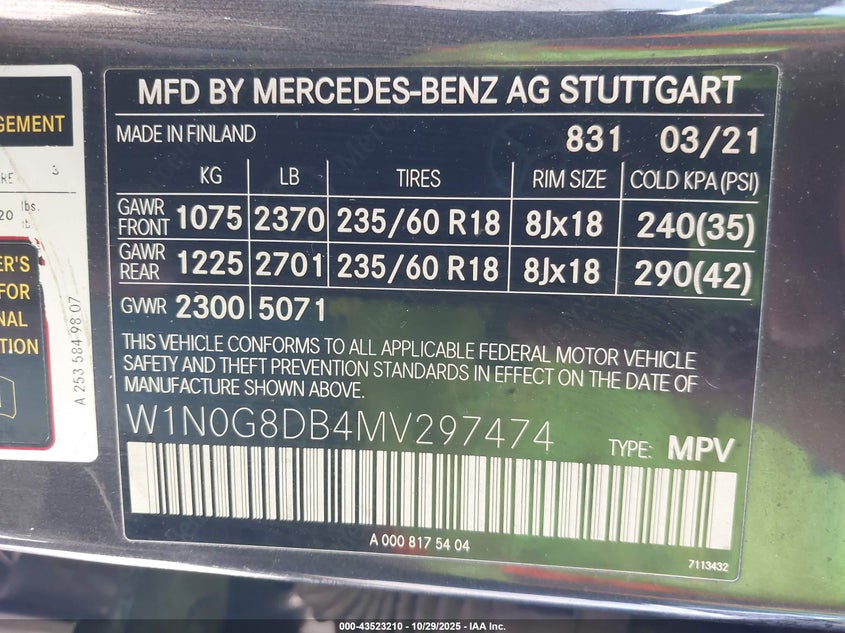 GEMENT
RE 3
20 lbs.
ER'S
FOR
NAL
TION
A 253 584 98 07
MFD BY MERCEDES-BENZ AG STUTTGART
MADE IN FINLAND 831 03/21
KG LB TIRES RIM SIZE COLD KPA(PSI)
GAWR FRONT 1075 2370 235/60 R18 8Jx18 240(35)
GAWR REAR 1225 2701 235/60 R18 8Jx18 290(42)
GVWR 2300 5071
THIS VEHICLE CONFORMS TO ALL APPLICABLE FEDERAL MOTOR VEHICLE
SAFETY AND THEFT PREVENTION STANDARDS IN EFFECT ON THE DATE OF
MANUFACTURE SHOWN ABOVE.
W1N0G8DB4MV297474 TYPE: MPV
A 000 817 54 04
7113432
000-43523210 - 10/29/2025 - IAA Inc.